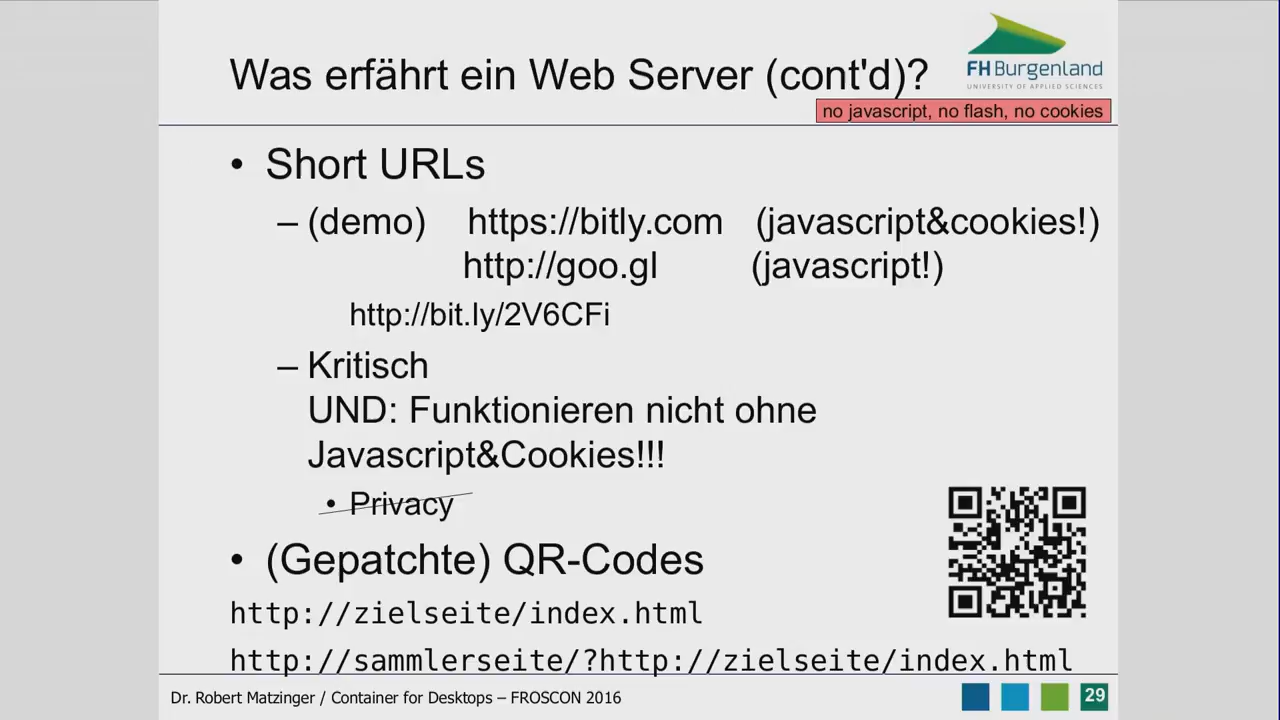 Was erfährt ein Web Server (cont'd)?
FH Burgenland
UNIVERSITY OF APPLIED SCIENCES
no javascript, no flash, no cookies
• Short URLs
– (demo) https://bitly.com (javascript&cookies!)
http://goo.gl (javascript!)
http://bit.ly/2V6CFi
– Kritisch
UND: Funktionieren nicht ohne
Javascript&Cookies!!!
• Privacy
• (Gepatchte) QR-Codes
http://zielseite/index.html
http://sammlerseite/?http://zielseite/index.html
Dr. Robert Matzinger / Container for Desktops – FROSCON 2016
29